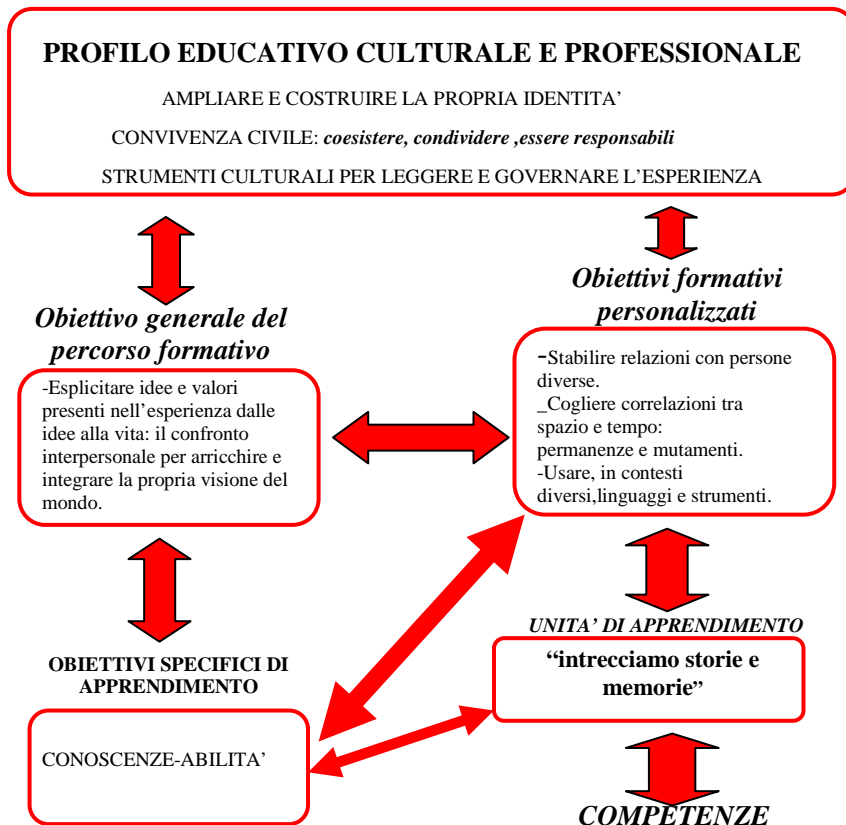 PROFILO EDUCATIVO CULTURALE E PROFESSIONALE
AMPLIARE E COSTRUIRE LA PROPRIA IDENTITA’
CONVIVENZA CIVILE: coesistere, condividere ,essere responsabili
STRUMENTI CULTURALI PER LEGGERE E GOVERNARE L’ESPERIENZA
Obiettivo generale del
percorso formativo
-Esplicitare idee e valori
presenti nell’esperienza dalle
idee alla vita: il confronto
interpersonale per arricchire e
integrare la propria visione del
mondo.
Obiettivi formativi
personalizzati
-Stabilire relazioni con persone
diverse.
_Cogliere correlazioni tra
spazio e tempo:
permanenze e mutamenti.
-Usare, in contesti
diversi,linguaggi e strumenti.
OBIETTIVI SPECIFICI DI
APPRENDIMENTO
CONOSCENZE-ABILITA’
UNITA’ DI APPRENDIMENTO
“intrecciamo storie e
memorie”
COMPETENZE